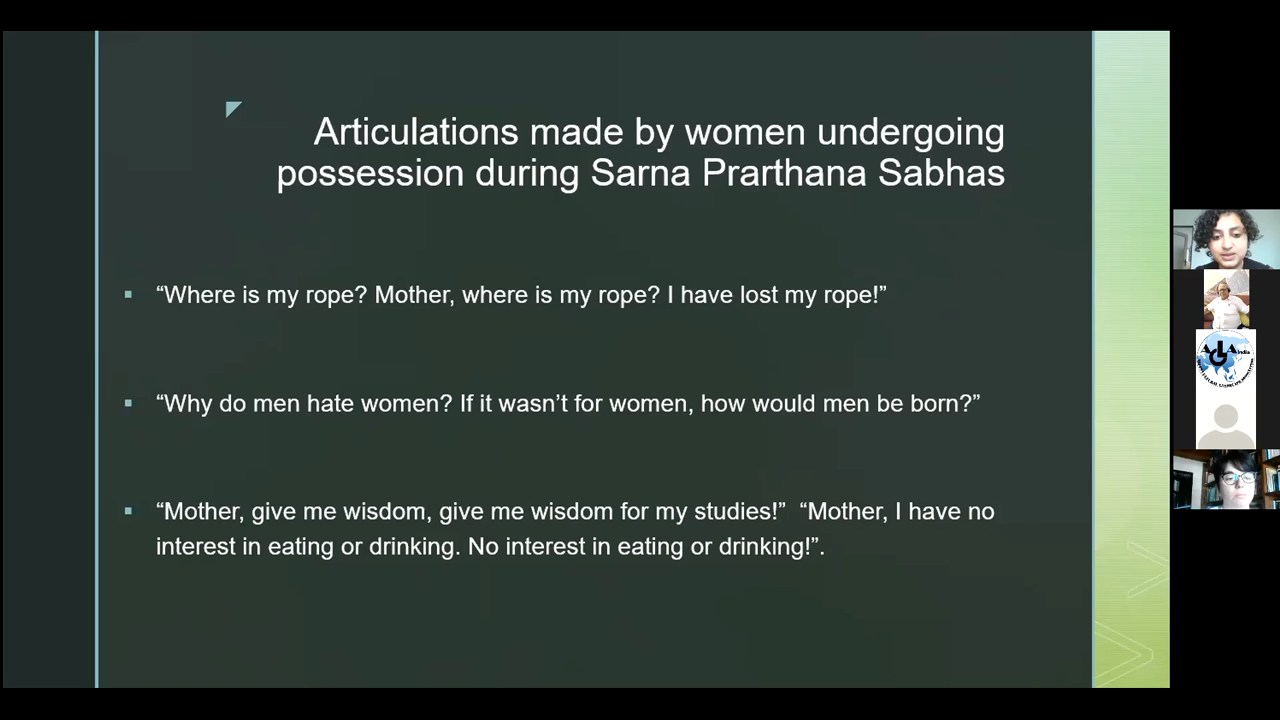 Articulations made by women undergoing
possession during Sarna Prarthana Sabhas
“Where is my rope? Mother, where is my rope? I have lost my rope!”
“Why do men hate women? If it wasn’t for women, how would men be born?”
“Mother, give me wisdom, give me wisdom for my studies!”  “Mother, I have no
interest in eating or drinking. No interest in eating or drinking!”.
India